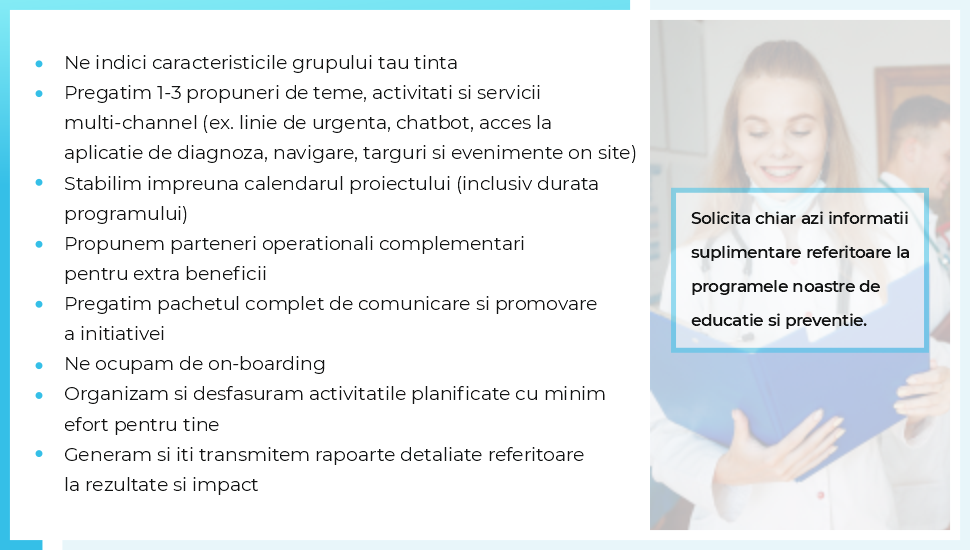 • Ne indici caracteristicile grupului tau tinta
• Pregatim 1-3 propuneri de teme, activitati si servicii
multi-channel (ex. linie de urgenta, chatbot, acces la
aplicatie de diagnoza, navigare, targuri si evenimente on site)
• Stabilim impreuna calendarul proiectului (inclusiv durata
programului)
• Propunem parteneri operationali complementari
pentru extra beneficii
• Pregatim pachetul complet de comunicare si promovare
a initiativei
• Ne ocupam de on-boarding
• Organizam si desfasuram activitatile planificate cu minim
efort pentru tine
• Generam si iti transmitem rapoarte detaliate referitoare
la rezultate si impact
Solicita chiar azi informatii
suplimentare referitoare la
programele noastre de
educatie si preventie.